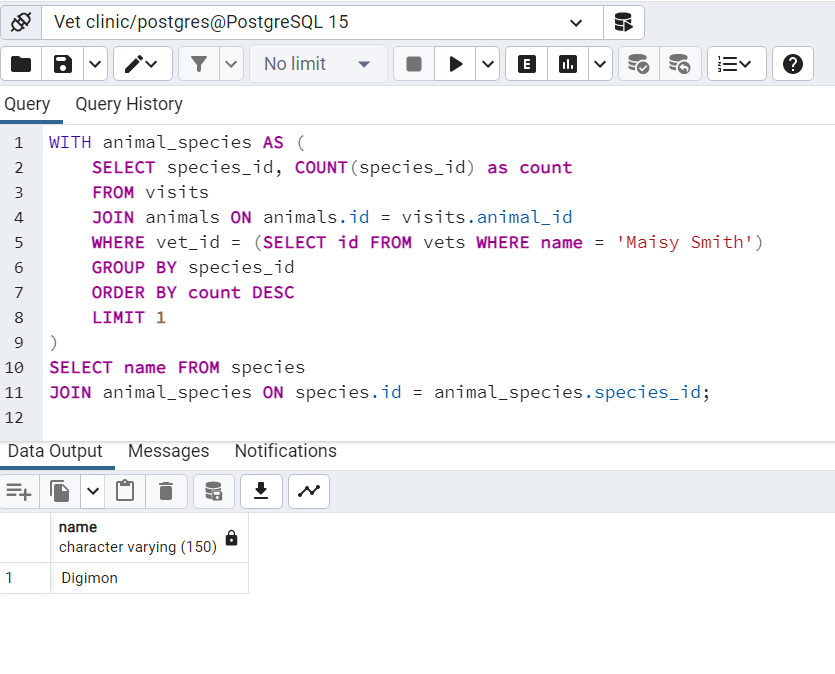 Vet clinic/postgres@PostgreSQL 15
No limit
E
Query Query History
1 WITH animal_species AS (
2 SELECT species_id, COUNT(species_id) as count
3 FROM visits
4 JOIN animals ON animals.id = visits.animal_id
5 WHERE vet_id = (SELECT id FROM vets WHERE name = 'Maisy Smith')
6 GROUP BY species_id
7 ORDER BY count DESC
8 LIMIT 1
9 )
10 SELECT name FROM species
11 JOIN animal_species ON species.id = animal_species.species_id;
12
Data Output Messages Notifications
name
character varying (150)
1 Digimon